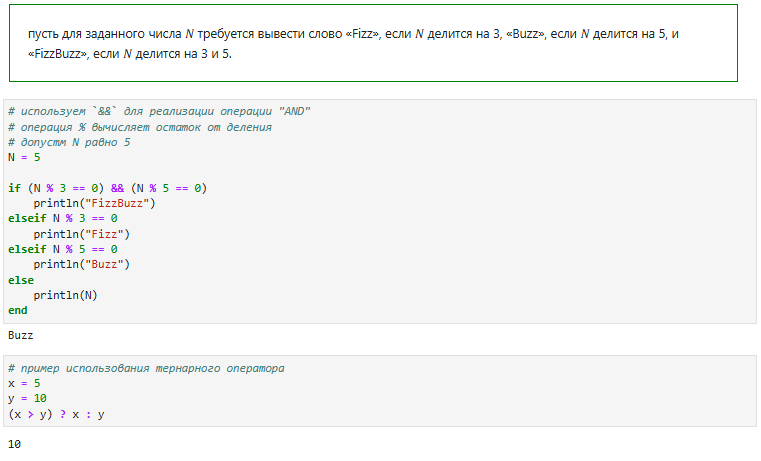 пусть для заданного числа N требуется вывести слово «Fizz», если N делится на 3, «Buzz», если N делится на 5, и
«FizzBuzz», если N делится на 3 и 5.
# используем `&&` для реализации операции "AND"
# операция % вычисляет остаток от деления
# допустм N равно 5
N = 5
if (N % 3 == 0) && (N % 5 == 0)
    println("FizzBuzz")
elseif N % 3 == 0
    println("Fizz")
elseif N % 5 == 0
    println("Buzz")
else
    println(N)
end
Buzz
# пример использования тернарного оператора
x = 5
y = 10
(x > y) ? x : y
10